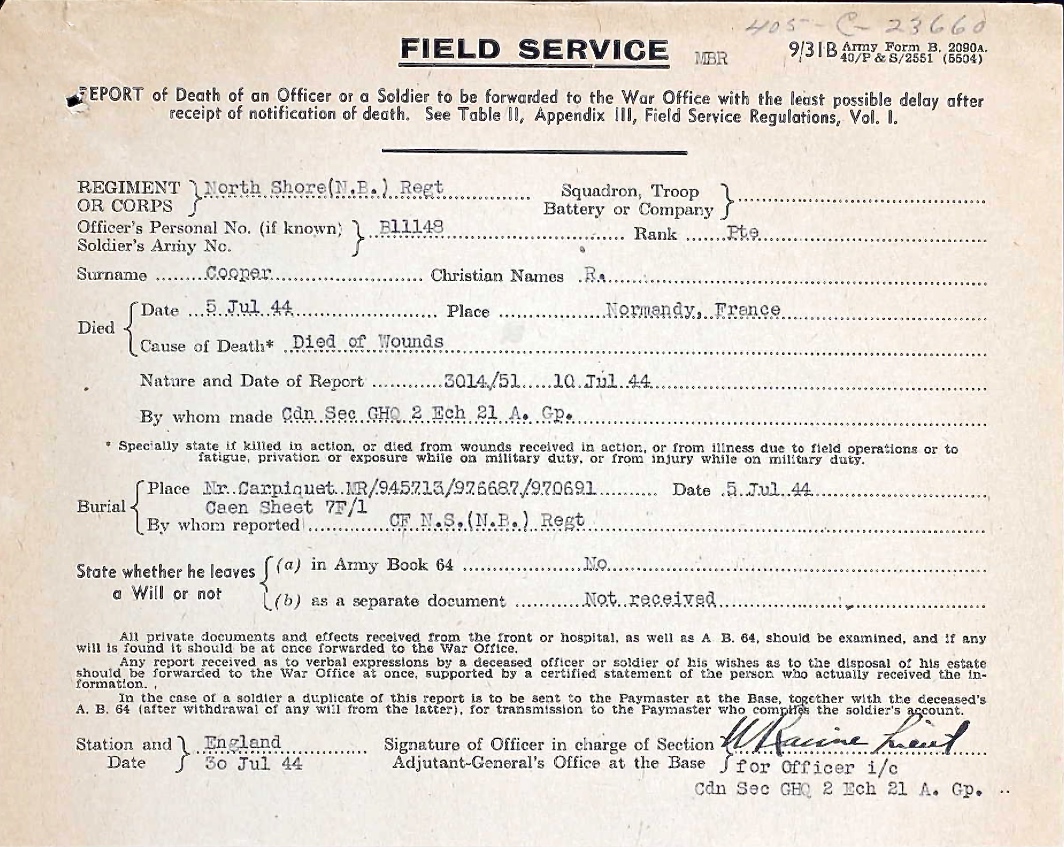 405-C-23660
FIELD SERVICE MBR 9/31B Army Form B. 2090A.
40/P & S/2551 (5504)
REPORT of Death of an Officer or a Soldier to be forwarded to the War Office with the least possible delay after
receipt of notification of death. See Table II, Appendix III, Field Service Regulations, Vol. I.
REGIMENT OR CORPS } North Shore(N.B.) Regt Squadron, Troop Battery or Company }
Officer's Personal No. (if known) Soldier's Army No. } B11148 Rank Pte
Surname Cooper Christian Names R.
Died { Date 5 Jul 44 Place Normandy, France
Cause of Death* Died of Wounds
Nature and Date of Report 3014/51 10 Jul 44
By whom made Cdn Sec GHQ 2 Ech 21 A. Gp.
* Specially state if killed in action, or died from wounds received in action, or from illness due to field operations or to
fatigue, privation or exposure while on military duty, or from injury while on military duty.
Burial { Place Nr. Carpiquet MR/945713/976687/970691 Date 5 Jul 44
Caen Sheet 7F/1
By whom reported CF N.S.(N.B.) Regt
State whether he leaves a Will or not { (a) in Army Book 64 No
(b) as a separate document Not received
All private documents and effects received from the front or hospital, as well as A B. 64, should be examined, and if any
will is found it should be at once forwarded to the War Office.
Any report received as to verbal expressions by a deceased officer or soldier of his wishes as to the disposal of his estate
should be forwarded to the War Office at once, supported by a certified statement of the person who actually received the in-
formation.
In the case of a soldier a duplicate of this report is to be sent to the Paymaster at the Base, together with the deceased's
A. B. 64 (after withdrawal of any will from the latter), for transmission to the Paymaster who compiles the soldier's account.
Station and Date } England Signature of Officer in charge of Section Lieut
30 Jul 44 Adjutant-General's Office at the Base } for Officer i/c
Cdn Sec GHQ 2 Ech 21 A. Gp.